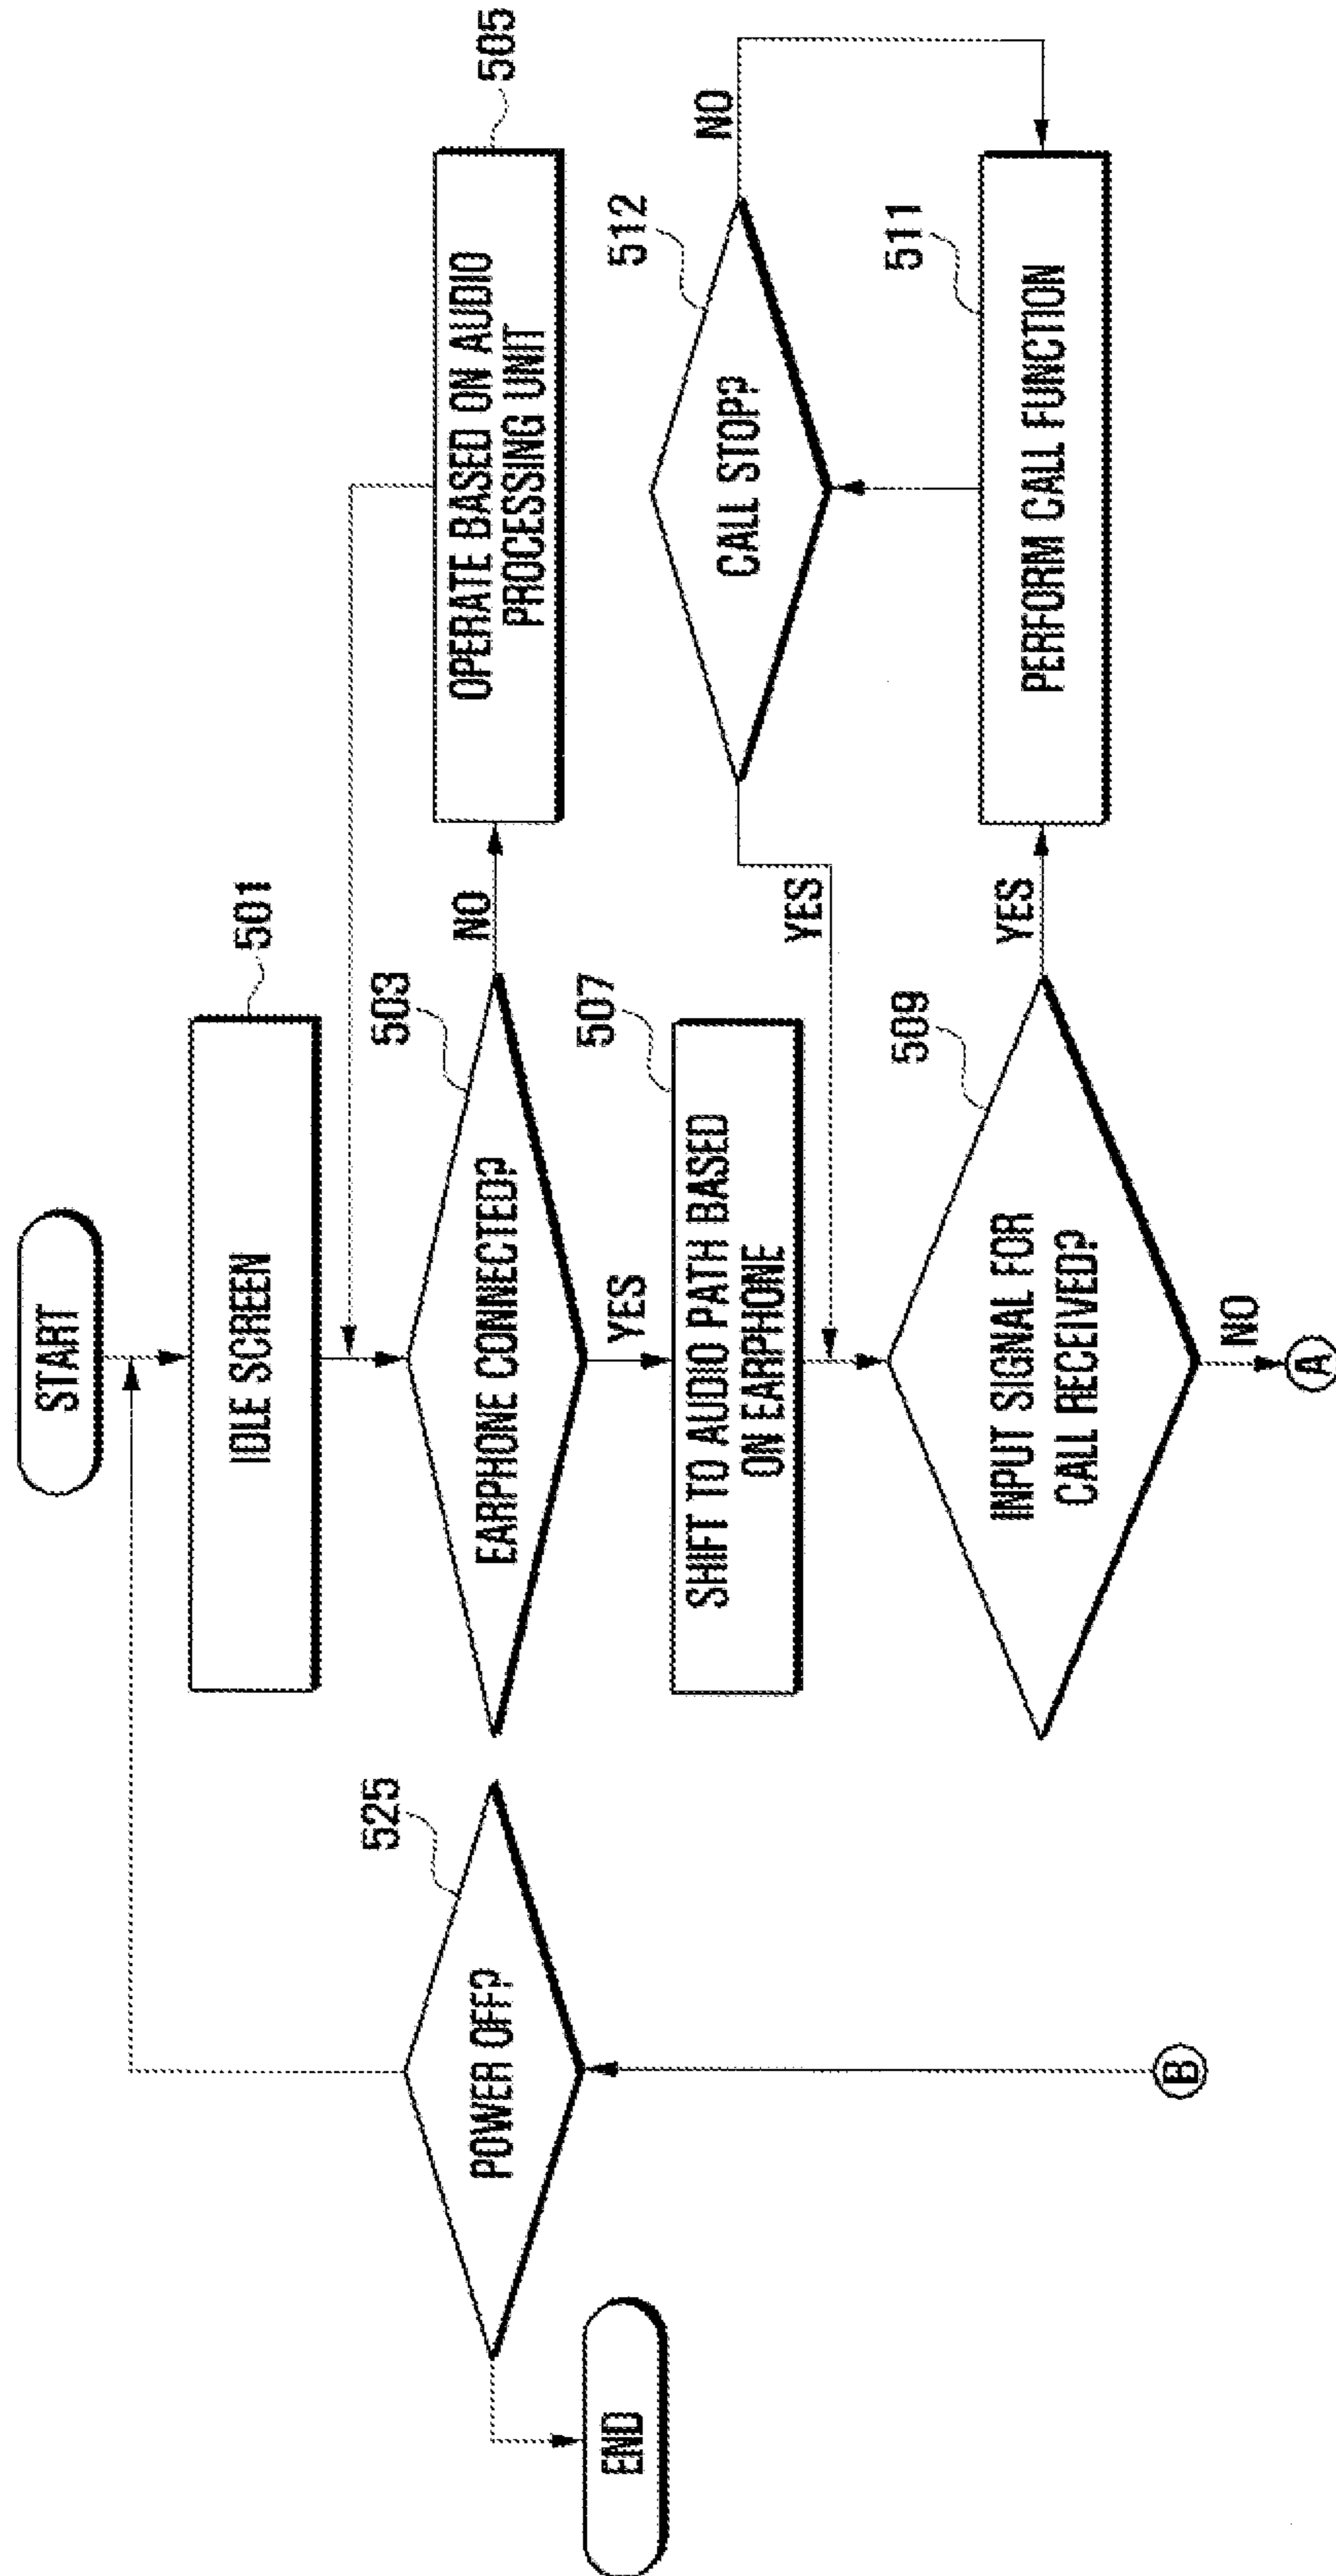 START
IDLE SCREEN
501
EARPHONE CONNECTED?
503
NO
OPERATE BASED ON AUDIO
PROCESSING UNIT
505
POWER OFF?
525
END
YES
SHIFT TO AUDIO PATH BASED
ON EARPHONE
507
CALL STOP?
512
NO
YES
INPUT SIGNAL FOR
CALL RECEIVED?
509
YES
PERFORM CALL FUNCTION
511
NO
A
B